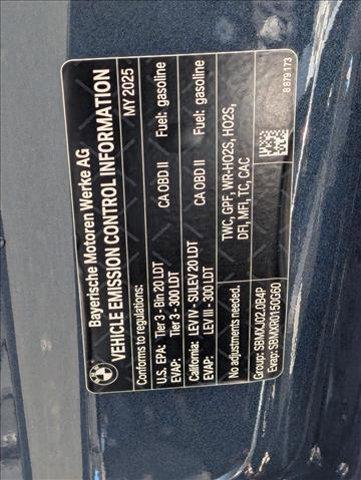 Bayerische Motoren Werke AG
VEHICLE EMISSION CONTROL INFORMATION
Conforms to regulations: MY 2025
U.S. EPA: Tier 3 - Bin 20 LDT CA OBD II Fuel: gasoline
EVAP: Tier 3 - 300 LDT
California: LEV IV - SULEV 20 LDT CA OBD II Fuel: gasoline
EVAP: LEV III - 300 LDT
No adjustments needed. TWC, GPF, WR-HO2S, HO2S,
Group: SBMXJ02.0B4P DFI, MFI, TC, CAC
Evap: SBMXR0150G60
8 879 173